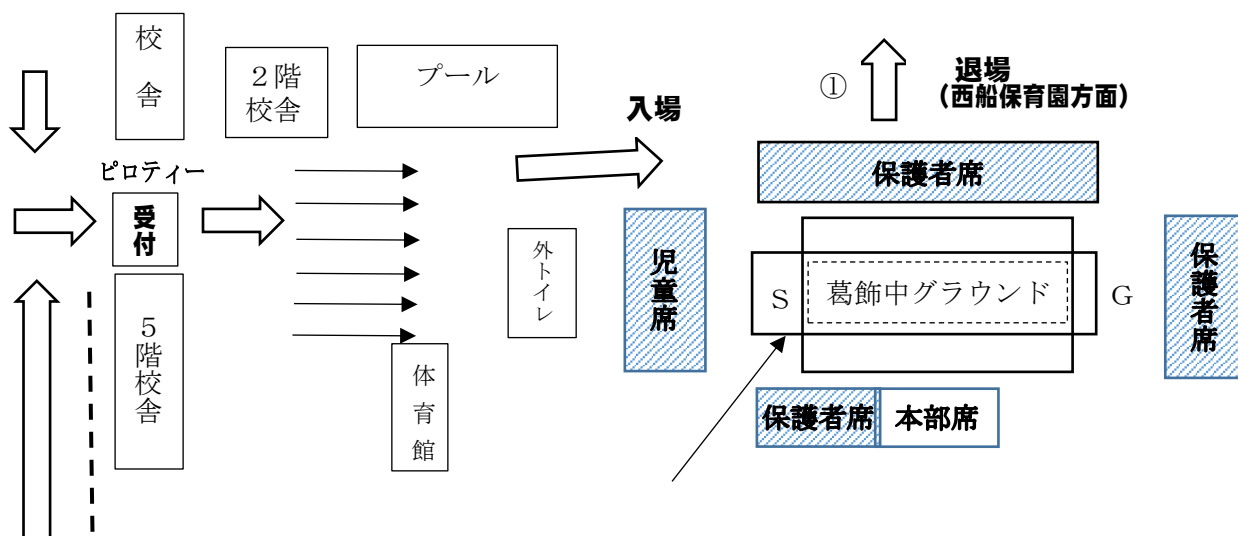 校舎
２階
校舎
プール
入場
①
退場
（西船保育園方面）
ピロティー
受付
保護者席
外トイレ
児童席
S
葛飾中グラウンド
G
保護者席
５階校舎
体育館
保護者席
本部席